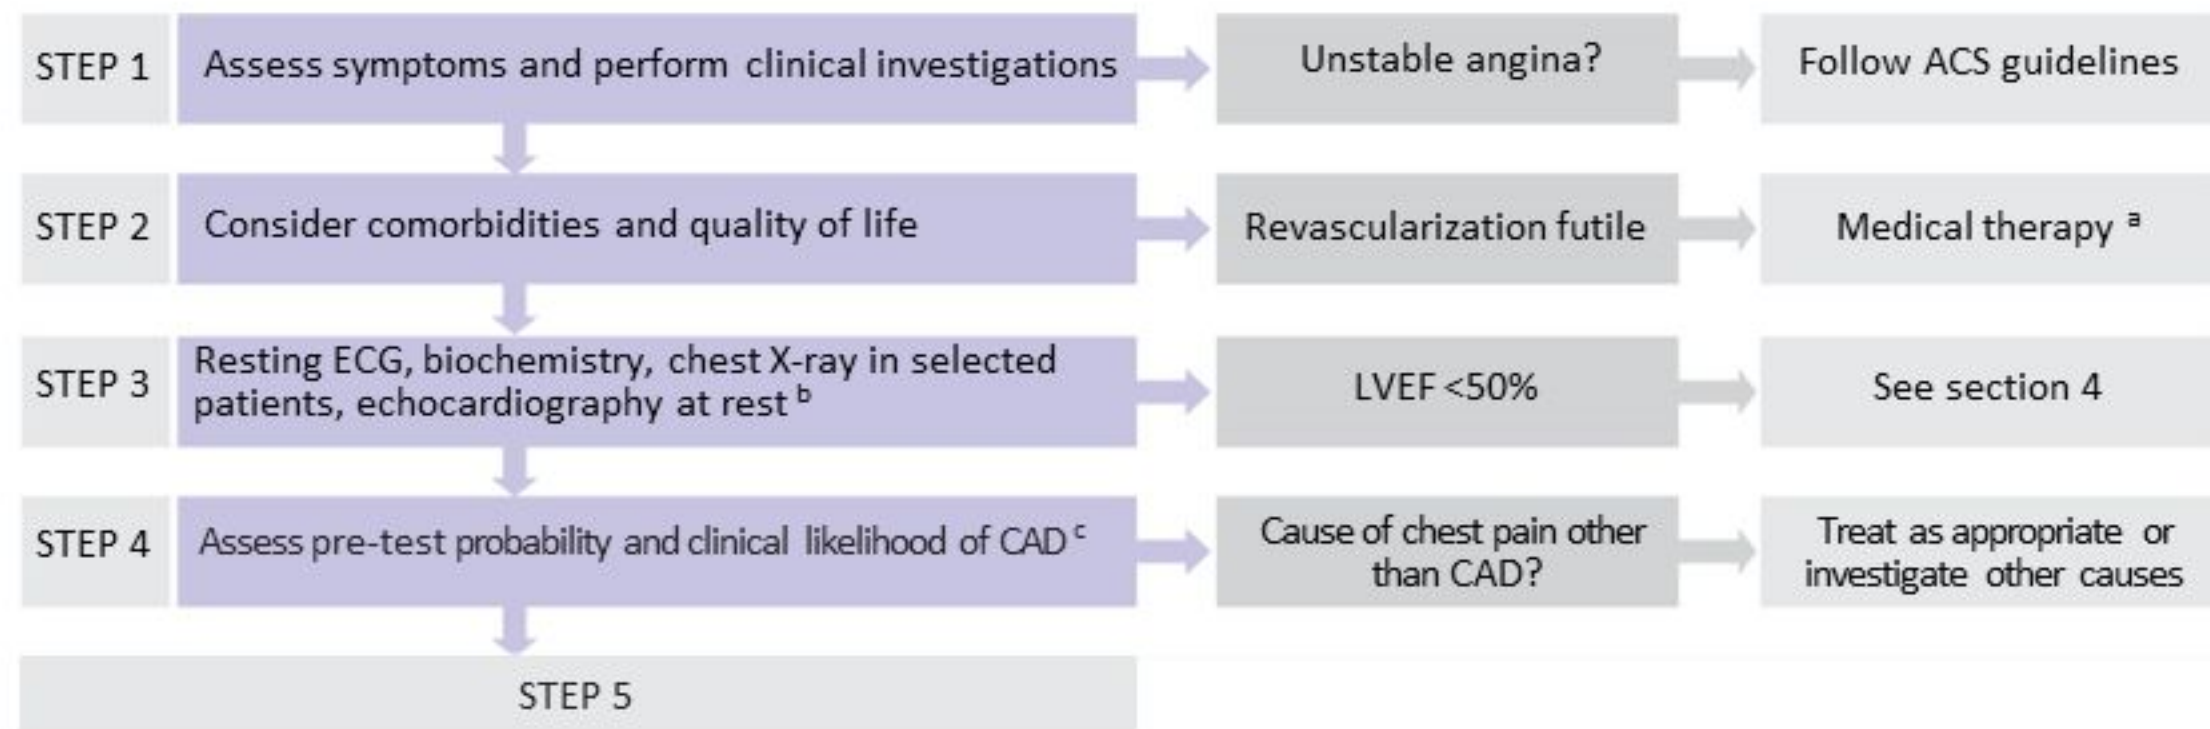 STEP 1
Assess symptoms and perform clinical investigations
Unstable angina?
Follow ACS guidelines
STEP 2
Consider comorbidities and quality of life
Revascularization futile
Medical therapy a
STEP 3
Resting ECG, biochemistry, chest X-ray in selected
patients, echocardiography at rest b
LVEF <50%
See section 4
STEP 4
Assess pre-test probability and clinical likelihood of CAD c
Cause of chest pain other
than CAD?
Treat as appropriate or
investigate other causes
STEP 5